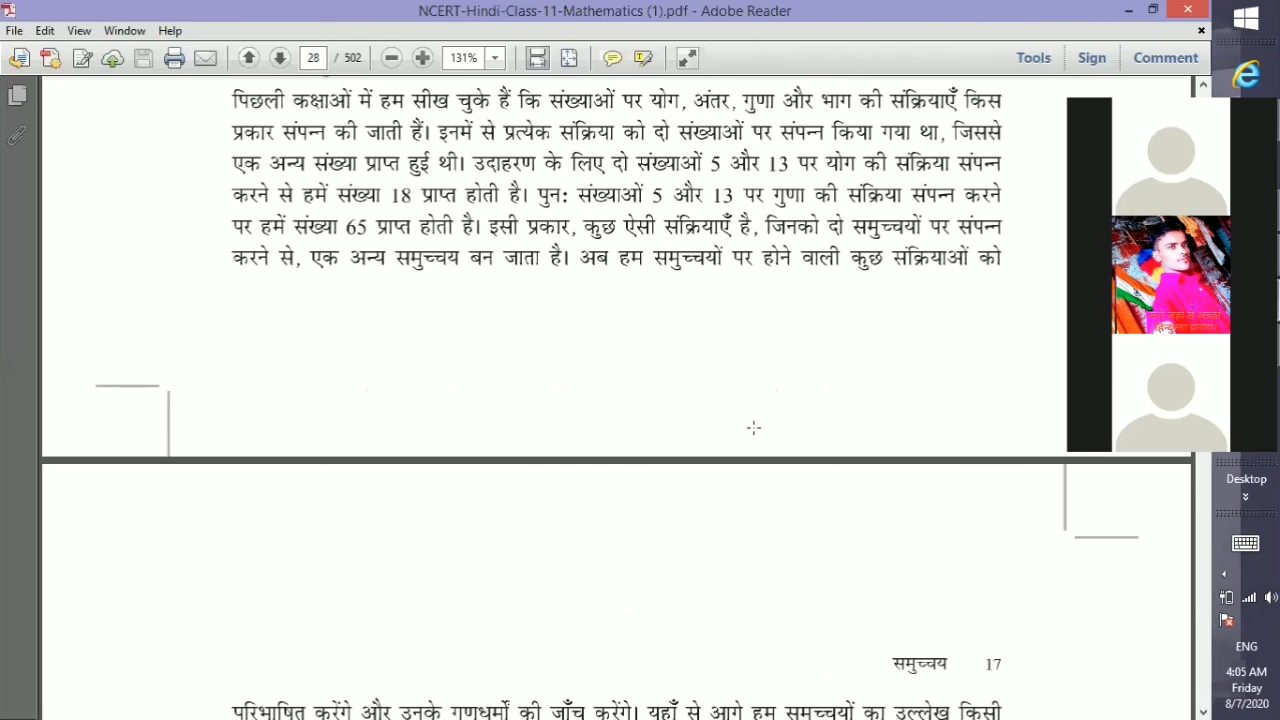 NCERT-Hindi-Class-11-Mathematics (1).pdf - Adobe Reader
File Edit View Window Help
28 / 502 131% Tools Sign Comment
पिछली कक्षाओं में हम सीख चुके हैं कि संख्याओं पर योग, अंतर, गुणा और भाग की संक्रियाएँ किस
प्रकार संपन्न की जाती हैं। इनमें से प्रत्येक संक्रिया को दो संख्याओं पर संपन्न किया गया था, जिससे
एक अन्य संख्या प्राप्त हुई थी। उदाहरण के लिए दो संख्याओं 5 और 13 पर योग की संक्रिया संपन्न
करने से हमें संख्या 18 प्राप्त होती है। पुन: संख्याओं 5 और 13 पर गुणा की संक्रिया संपन्न करने
पर हमें संख्या 65 प्राप्त होती है। इसी प्रकार, कुछ ऐसी संक्रियाएँ है, जिनको दो समुच्चयों पर संपन्न
करने से, एक अन्य समुच्चय बन जाता है। अब हम समुच्चयों पर होने वाली कुछ संक्रियाओं को
समुच्चय 17
परिभाषित करेंगे और उनके गुणधर्मों की जाँच करेंगे। यहाँ से आगे हम समुच्चयों का उल्लेख किसी
Desktop
ENG
4:05 AM
Friday
8/7/2020